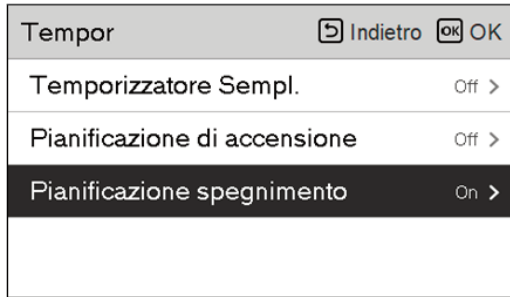 Tempor Indietro OK OK
Temporizzatore Sempl. Off >
Pianificazione di accensione Off >
Pianificazione spegnimento On >